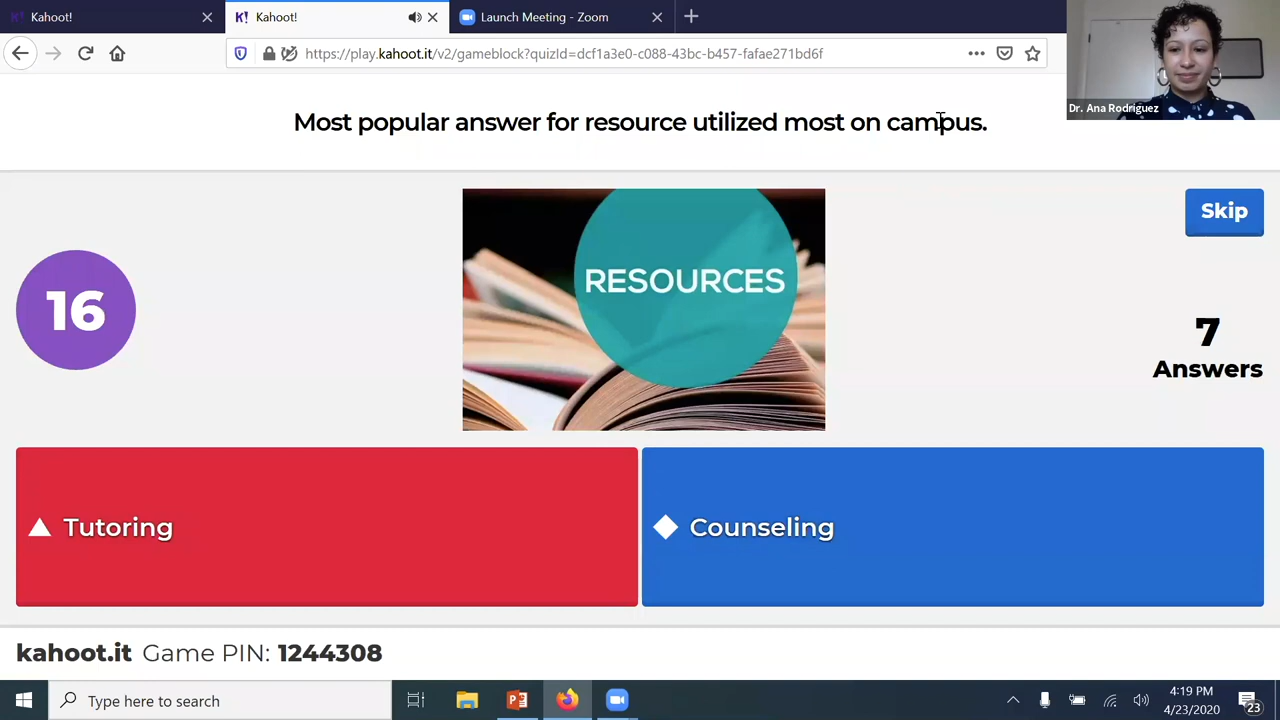 Kahoot!
Kahoot!
Launch Meeting - Zoom
https://play.kahoot.it/v2/gameblock?quizId=dcf1a3e0-c088-43bc-b457-fafae271bd6f
Dr. Ana Rodriguez
Most popular answer for resource utilized most on campus.
Skip
16
RESOURCES
7
Answers
Tutoring
Counseling
kahoot.it Game PIN: 1244308
Type here to search
4:19 PM
4/23/2020
23